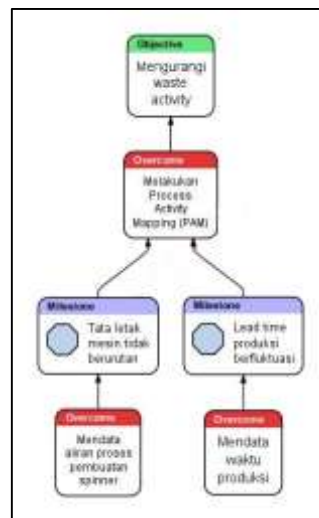 Objective
Mengurangi
waste
activity
Overcome
Melakukan
Process
Activity
Mapping (PAM)
Milestone
Tata letak
mesin tidak
berurutan
Milestone
Lead time
produksi
berfluktuasi
Overcome
Mendata
aliran proses
pembuatan
spinner
Overcome
Mendata
waktu
produksi